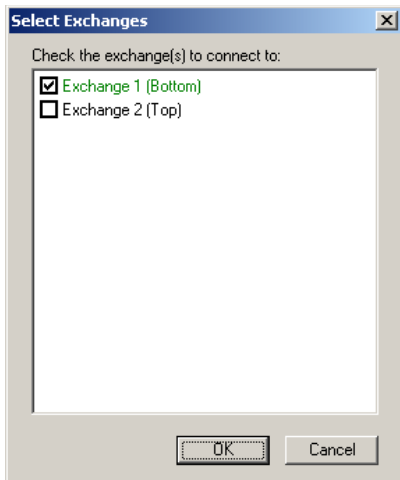 Select Exchanges
Check the exchange(s) to connect to:
Exchange 1 (Bottom)
Exchange 2 (Top)
OK
Cancel